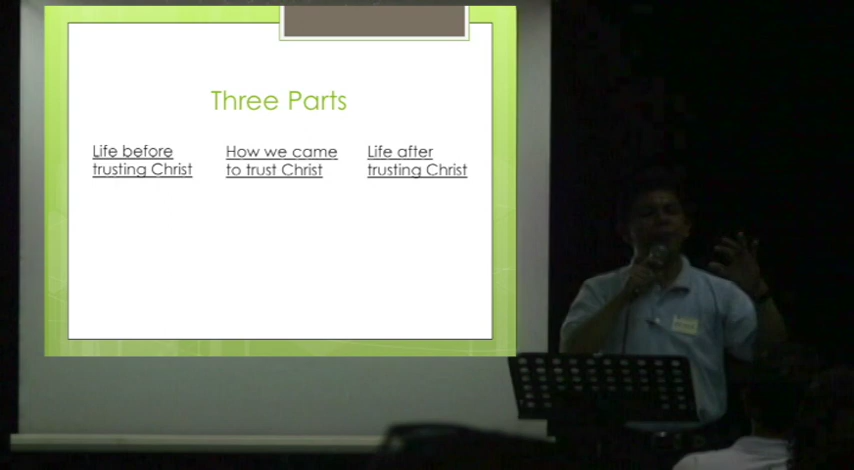 Three Parts
Life before
trusting Christ
How we came
to trust Christ
Life after
trusting Christ